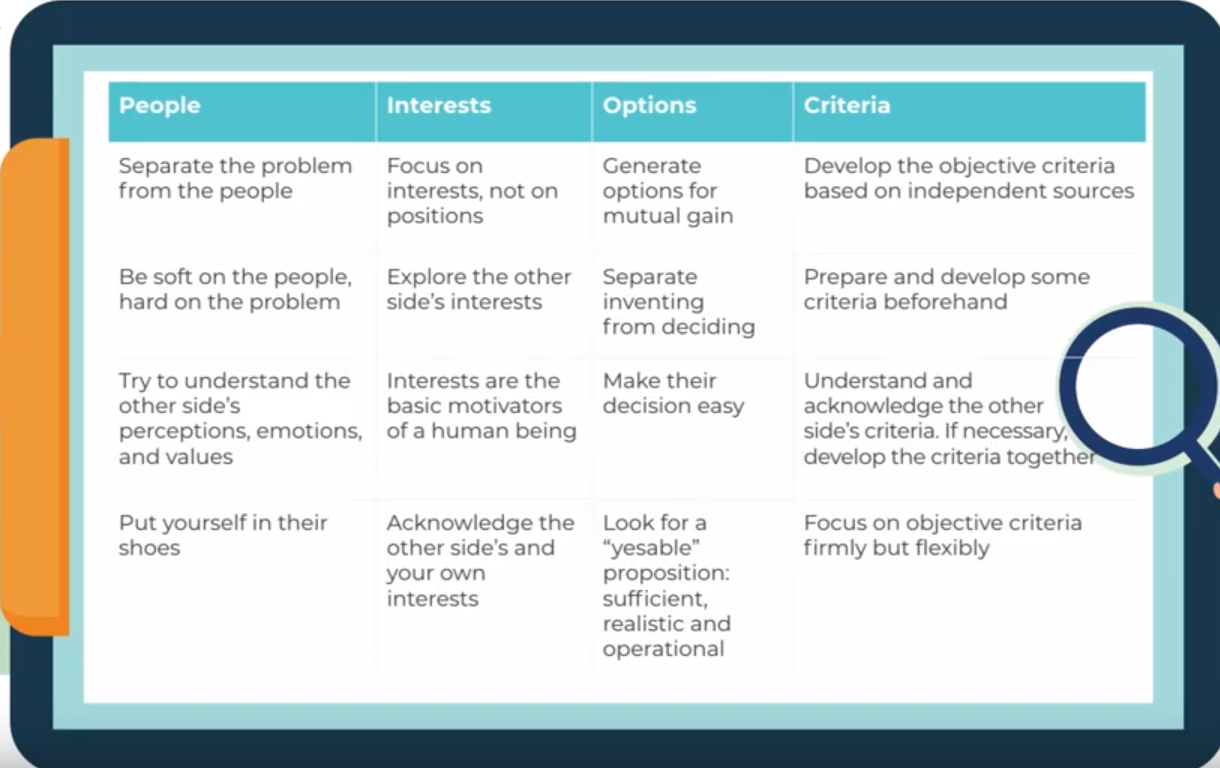 People
Interests
Options
Criteria
Separate the problem
from the people
Focus on
interests, not on
positions
Generate
options for
mutual gain
Develop the objective criteria
based on independent sources
Be soft on the people,
hard on the problem
Explore the other
side's interests
Separate
inventing
from deciding
Prepare and develop some
criteria beforehand
Try to understand the
other side's
perceptions, emotions,
and values
Interests are the
basic motivators
of a human being
Make their
decision easy
Understand and
acknowledge the other
side's criteria. If necessary,
develop the criteria together
Put yourself in their
shoes
Acknowledge the
other side's and
your own
interests
Look for a
“yesable”
proposition:
sufficient,
realistic and
operational
Focus on objective criteria
firmly but flexibly